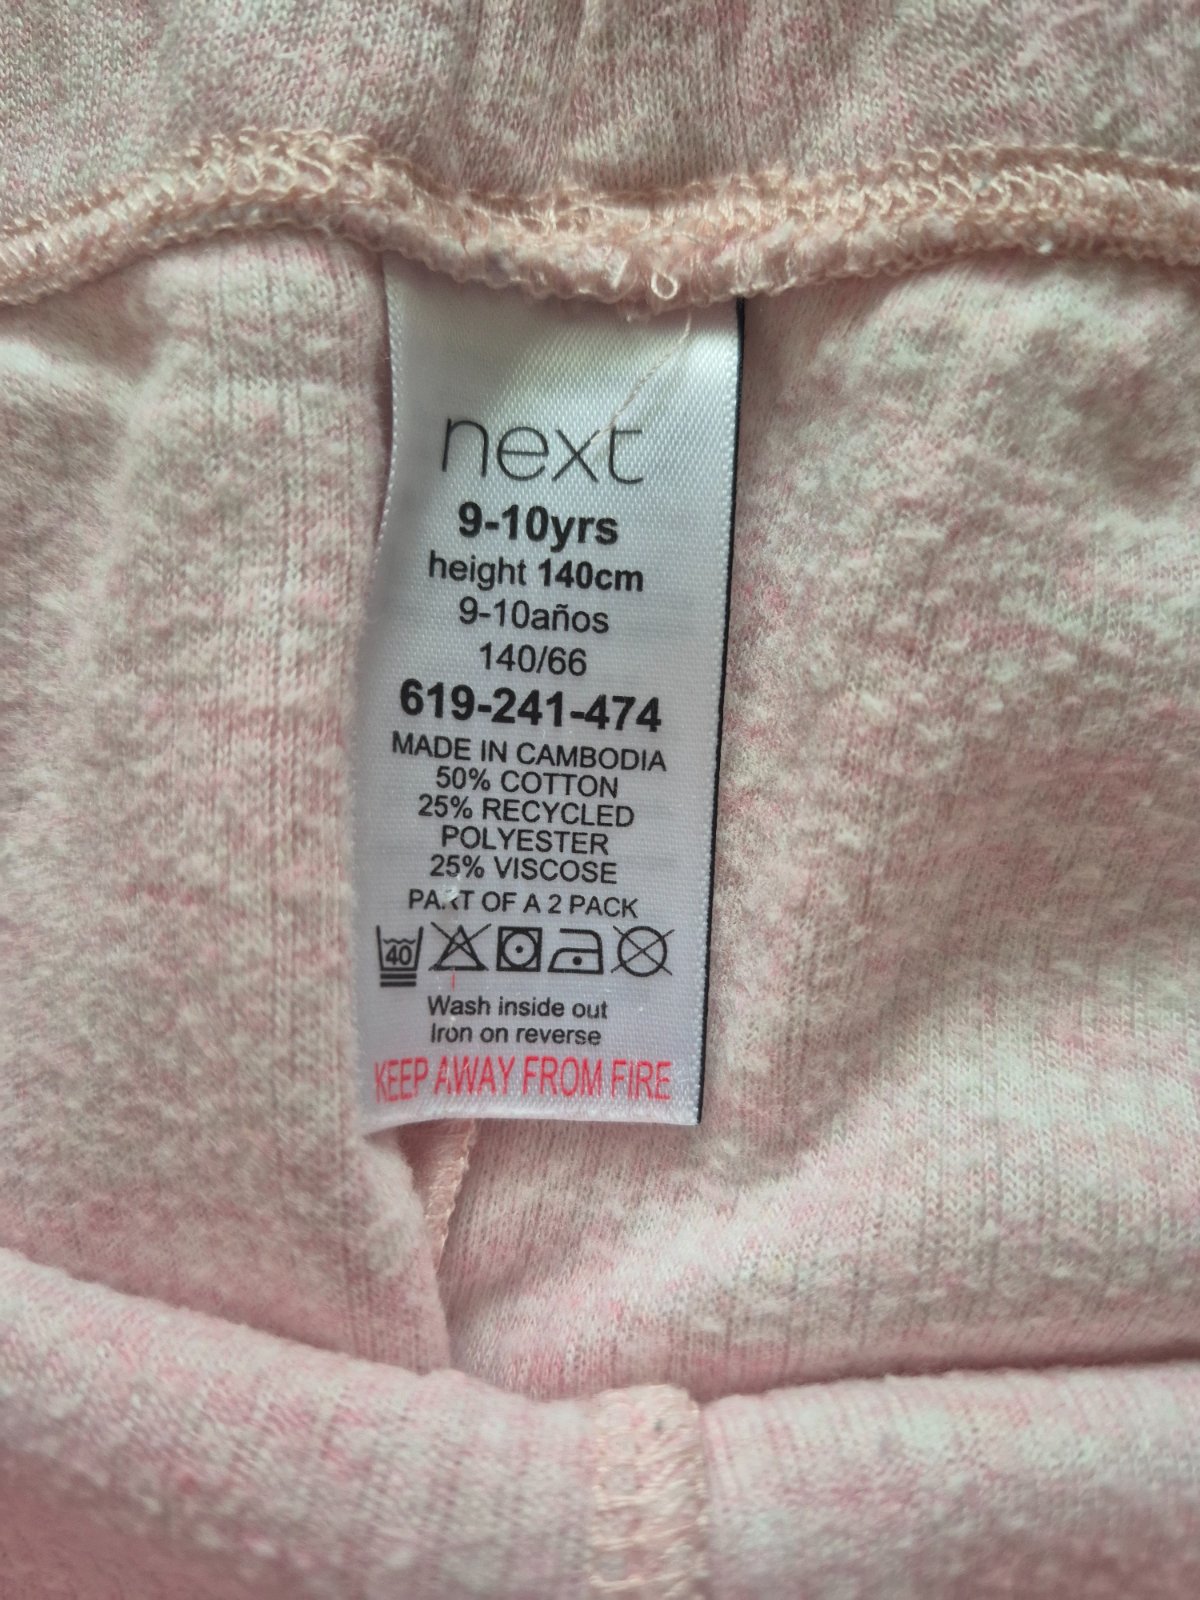 next
9-10yrs
height 140cm
9-10años
140/66
619-241-474
MADE IN CAMBODIA
50% COTTON
25% RECYCLED
POLYESTER
25% VISCOSE
PART OF A 2 PACK
40
Wash inside out
Iron on reverse
KEEP AWAY FROM FIRE